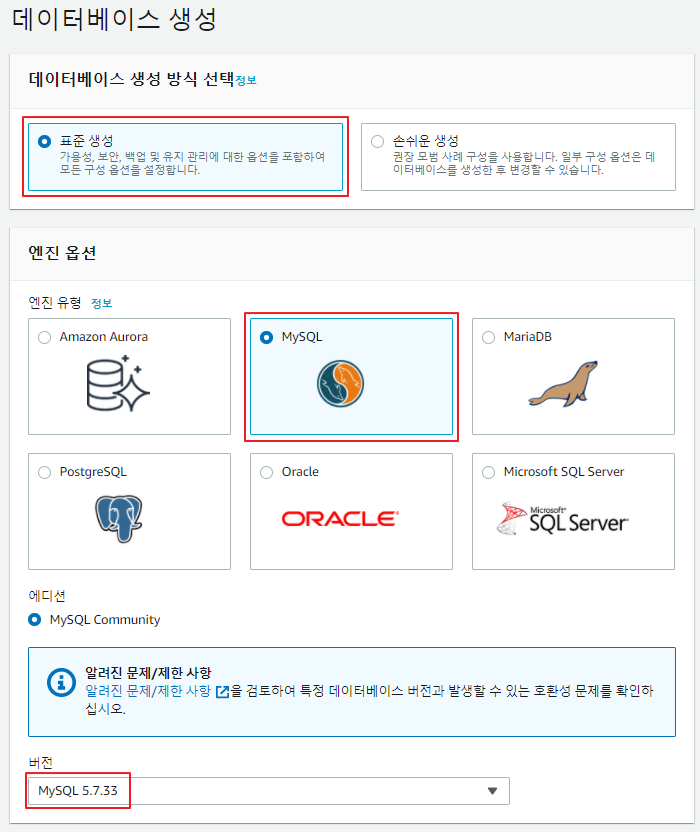 데이터베이스 생성
데이터베이스 생성 방식 선택정보
표준 생성
가용성, 보안, 백업 및 유지 관리에 대한 옵션을 포함하여
모든 구성 옵션을 설정합니다.
손쉬운 생성
권장 모범 사례 구성을 사용합니다. 일부 구성 옵션은 데
이터베이스를 생성한 후 변경할 수 있습니다.
엔진 옵션
엔진 유형 정보
Amazon Aurora
MySQL
MariaDB
PostgreSQL
Oracle
ORACLE®
Microsoft SQL Server
Microsoft®
SQL Server®
에디션
MySQL Community
알려진 문제/제한 사항
알려진 문제/제한 사항 을 검토하여 특정 데이터베이스 버전과 발생할 수 있는 호환성 문제를 확인하
십시오.
버전
MySQL 5.7.33